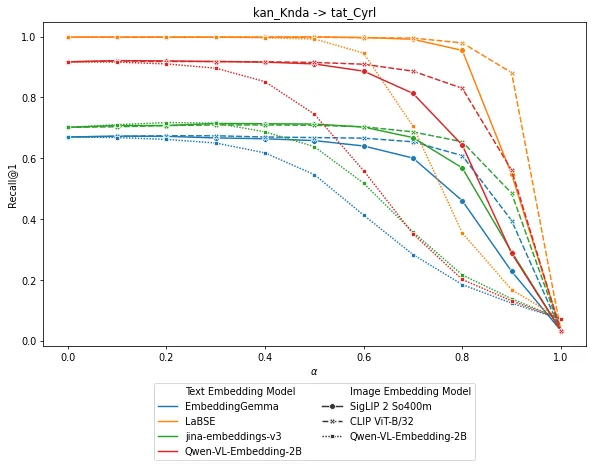 kan_Knda -> tat_Cyrl
1.0
0.8
0.6
0.4
0.2
0.0
Recall@1
0.0 0.2 0.4 0.6 0.8 1.0
α
Text Embedding Model Image Embedding Model
EmbeddingGemma SigLIP 2 So400m
LaBSE CLIP ViT-B/32
jina-embeddings-v3 Qwen-VL-Embedding-2B
Qwen-VL-Embedding-2B